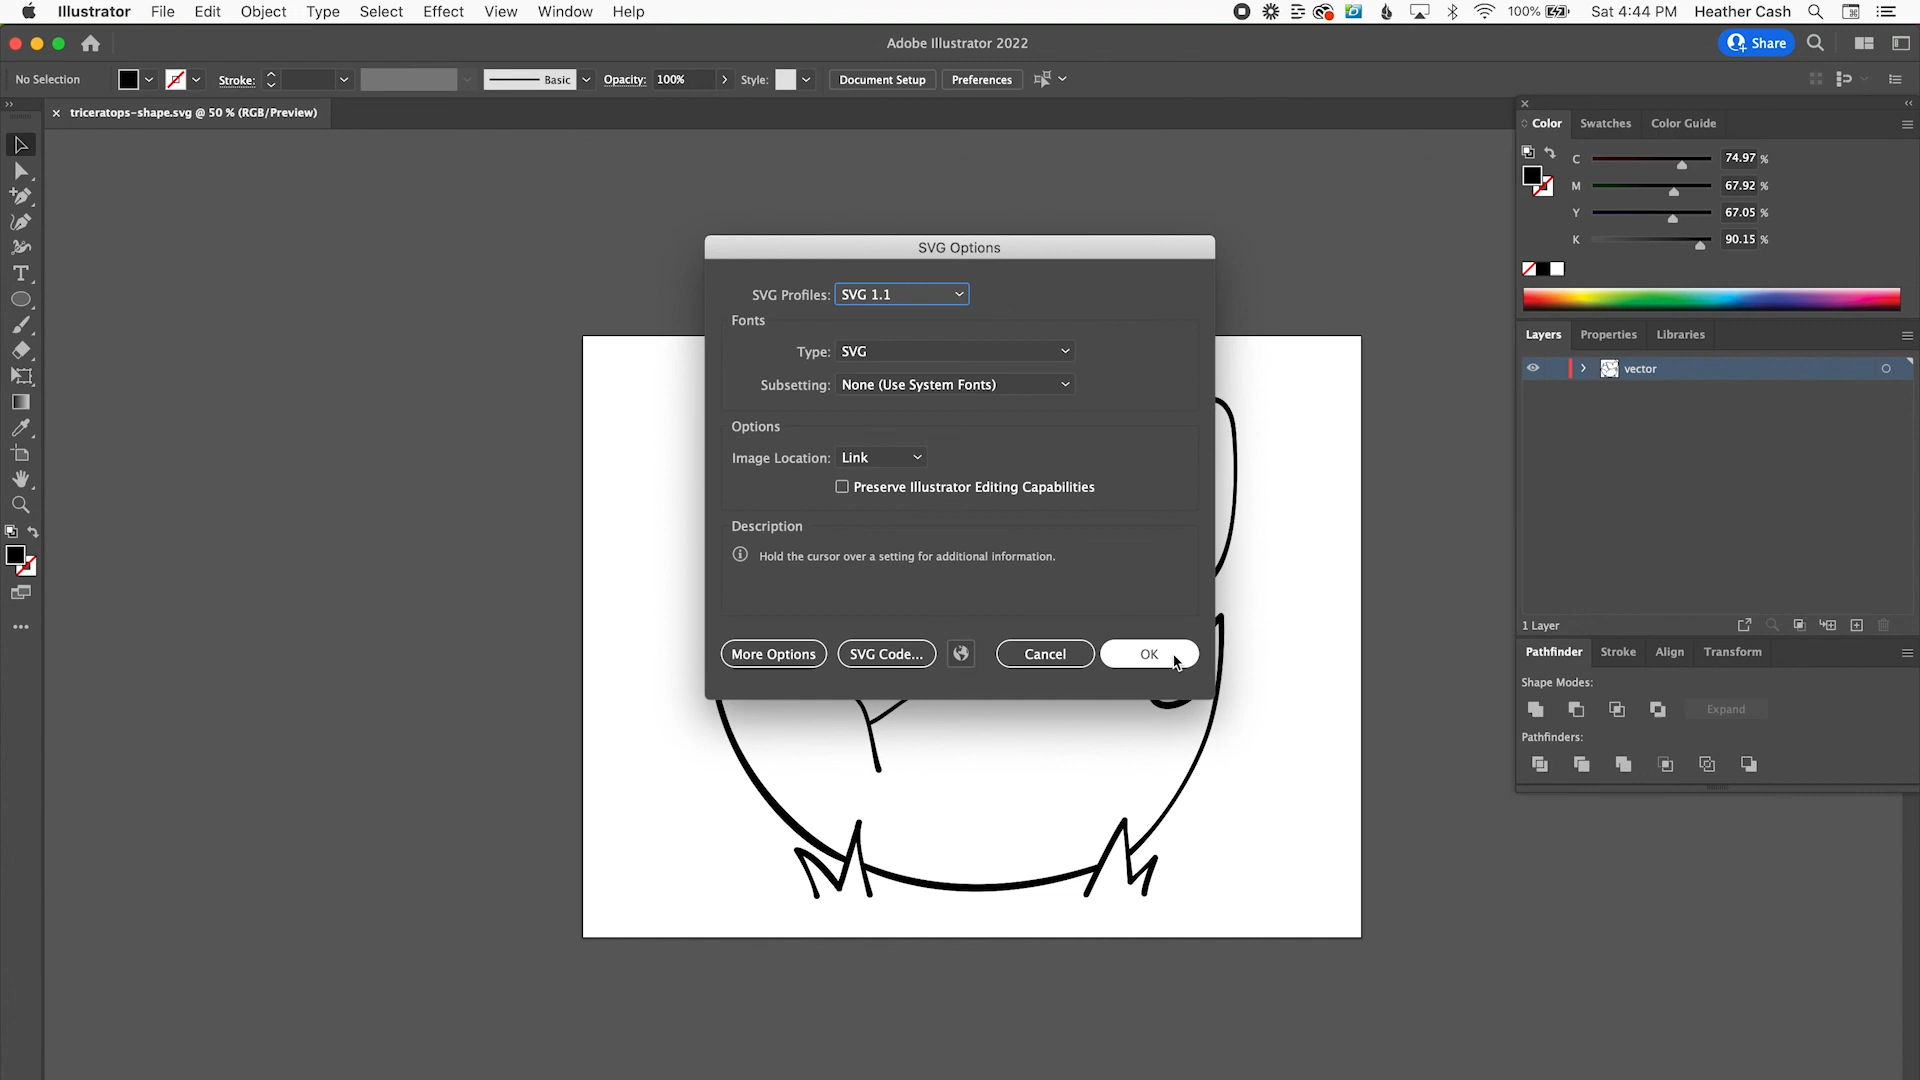 Illustrator File Edit Object Type Select Effect View Window Help 100% Sat 4:44 PM Heather Cash
Adobe Illustrator 2022 Share
No Selection Stroke: Basic Opacity: 100% Style: Document Setup Preferences
triceratops-shape.svg @ 50 % (RGB/Preview)
Color Swatches Color Guide
C 74.97 %
M 67.92 %
Y 67.05 %
K 90.15 %
Layers Properties Libraries
vector
1 Layer
Pathfinder Stroke Align Transform
Shape Modes:
Expand
Pathfinders:
SVG Options
SVG Profiles: SVG 1.1
Fonts
Type: SVG
Subsetting: None (Use System Fonts)
Options
Image Location: Link
Preserve Illustrator Editing Capabilities
Description
Hold the cursor over a setting for additional information.
More Options SVG Code... Cancel OK